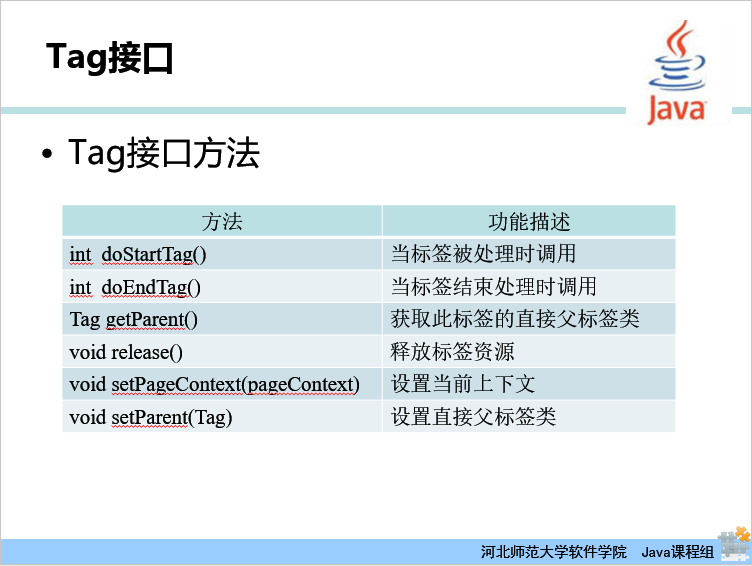 Tag接口
Java
• Tag接口方法
方法 功能描述
int doStartTag() 当标签被处理时调用
int doEndTag() 当标签结束处理时调用
Tag getParent() 获取此标签的直接父标签类
void release() 释放标签资源
void setPageContext(pageContext) 设置当前上下文
void setParent(Tag) 设置直接父标签类
河北师范大学软件学院 Java课程组